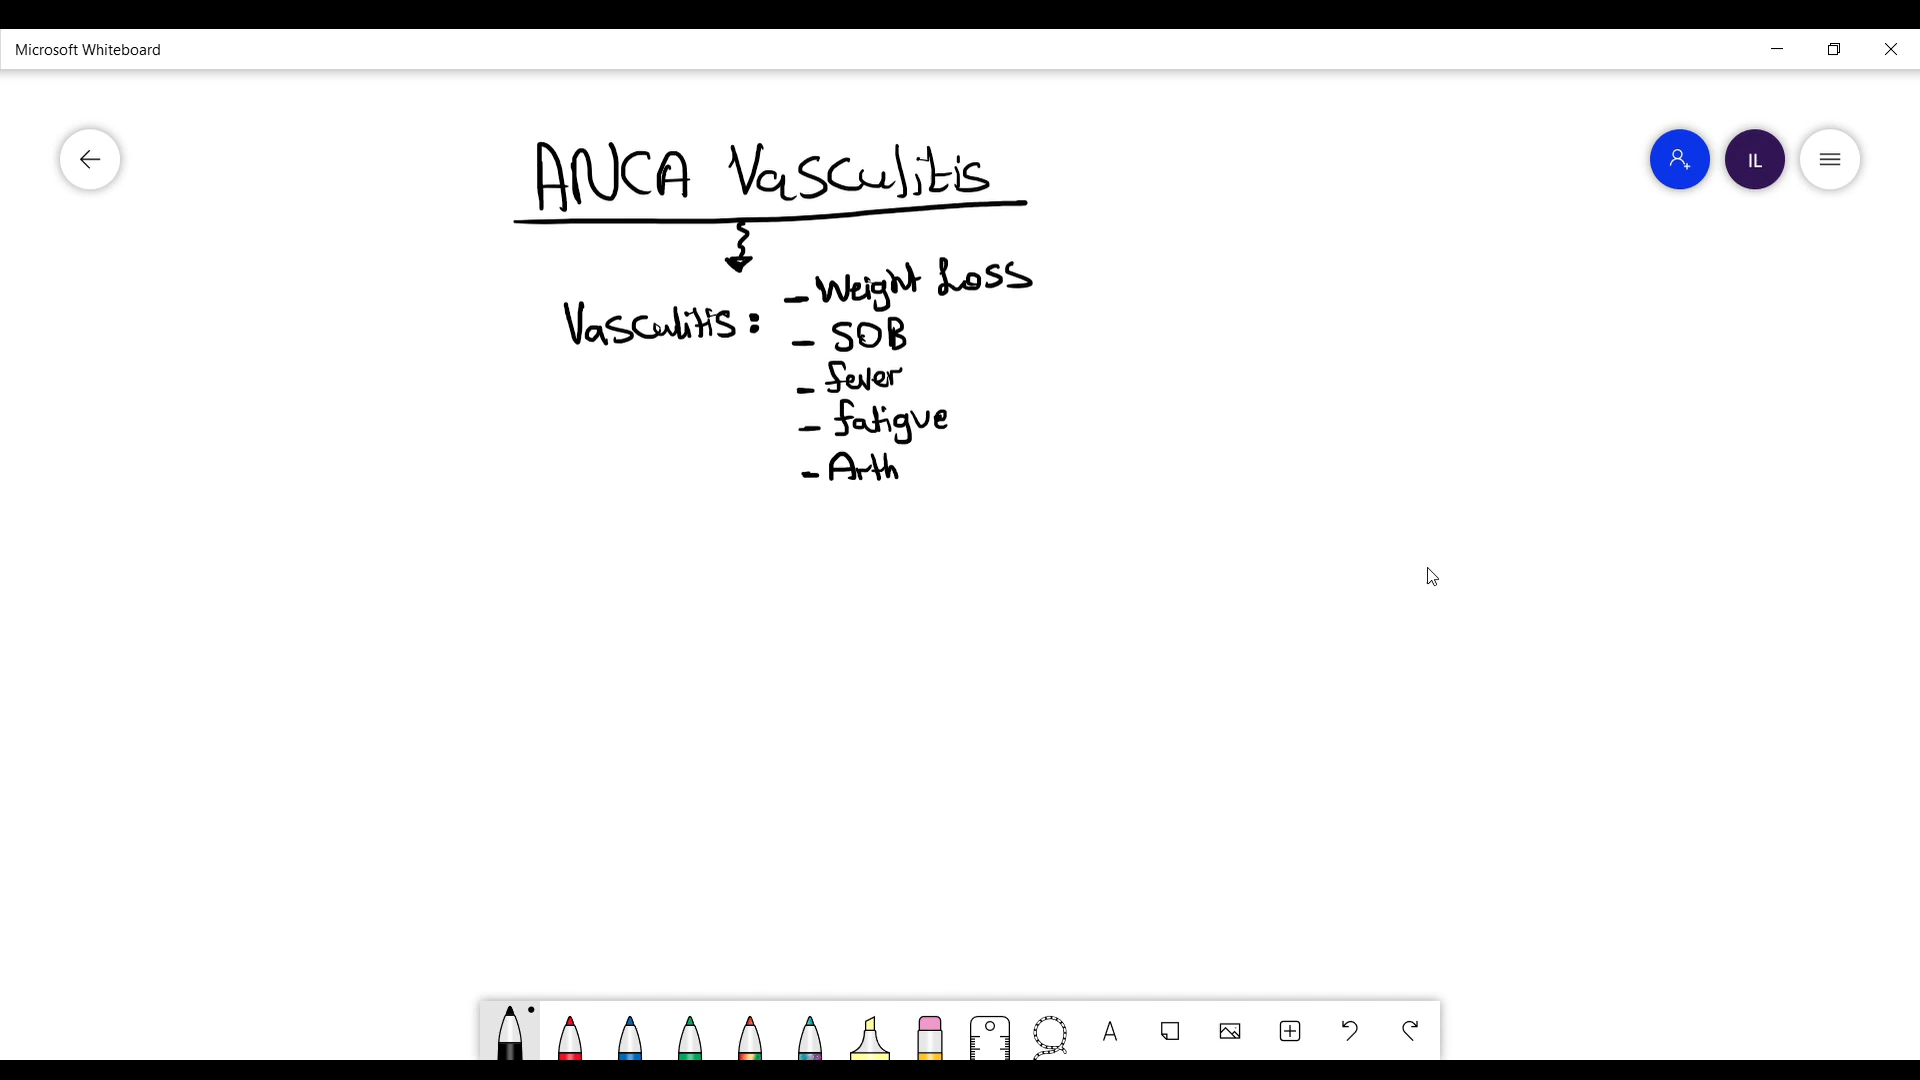 Microsoft Whiteboard
IL
ANCA Vasculitis
Vasculitis:
- Weight Loss
- SOB
- fever
- fatigue
- Arth
A